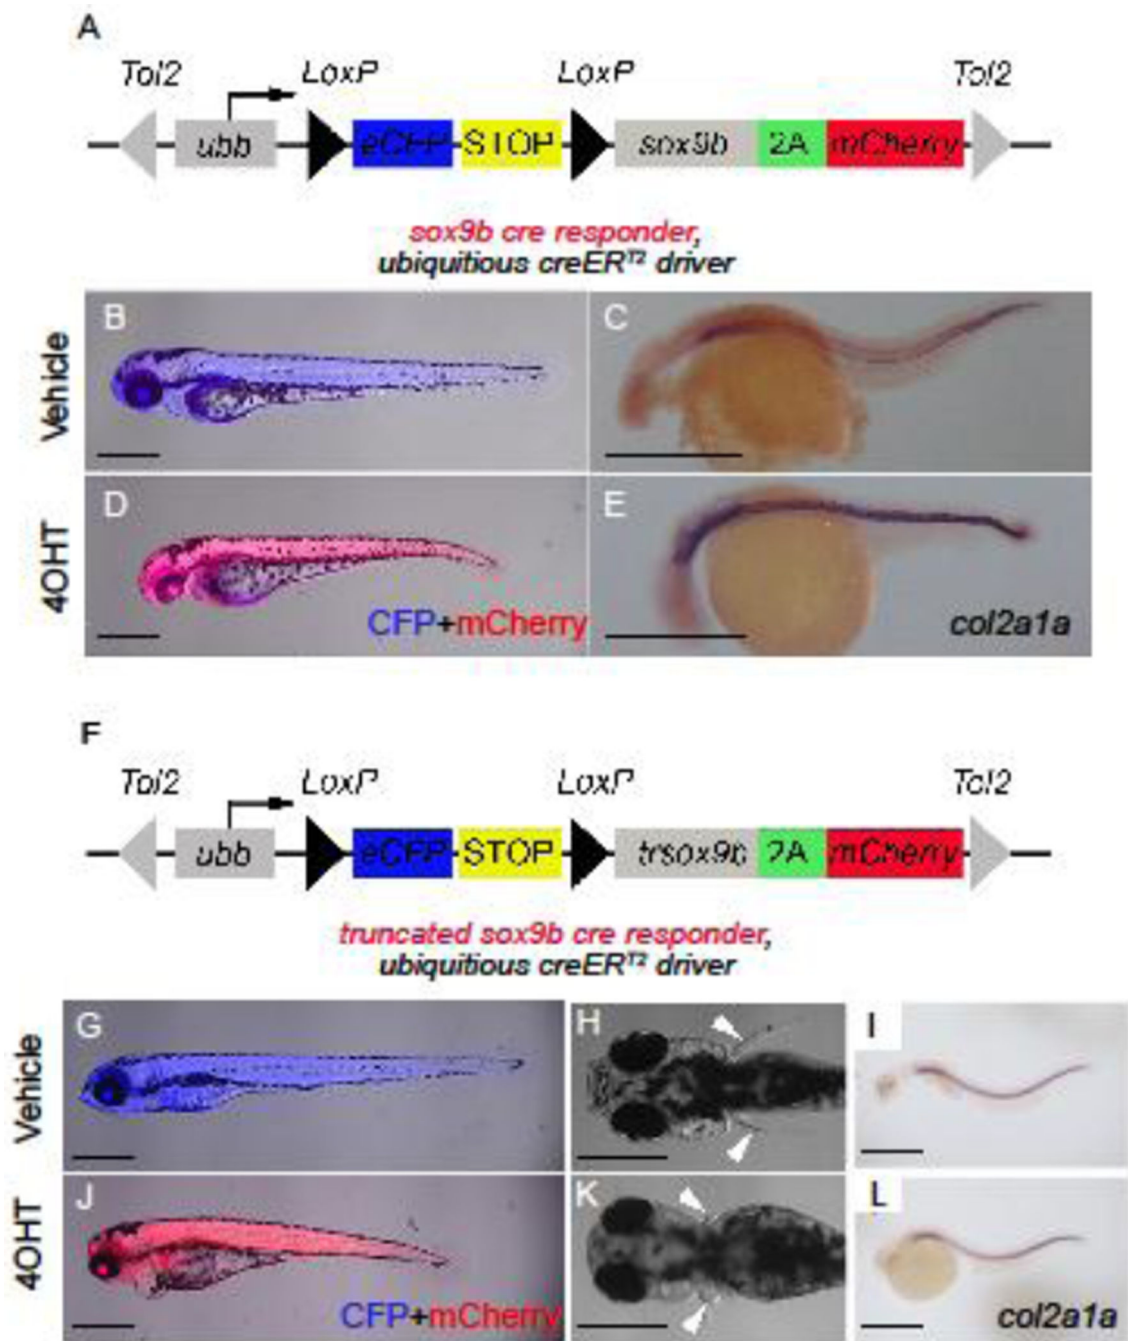 A
Tol2 LoxP LoxP Tol2
ubb eCFP STOP sox9b 2A mCherry
sox9b cre responder,
ubiquitious creERT2 driver
Vehicle
B
C
4OHT
D
CFP+mCherry
E
col2a1a
F
Tol2 LoxP LoxP Tol2
ubb eCFP STOP trsox9b 2A mCherry
truncated sox9b cre responder,
ubiquitious creERT2 driver
Vehicle
G
H
I
4OHT
J
CFP+mCherry
K
L
col2a1a